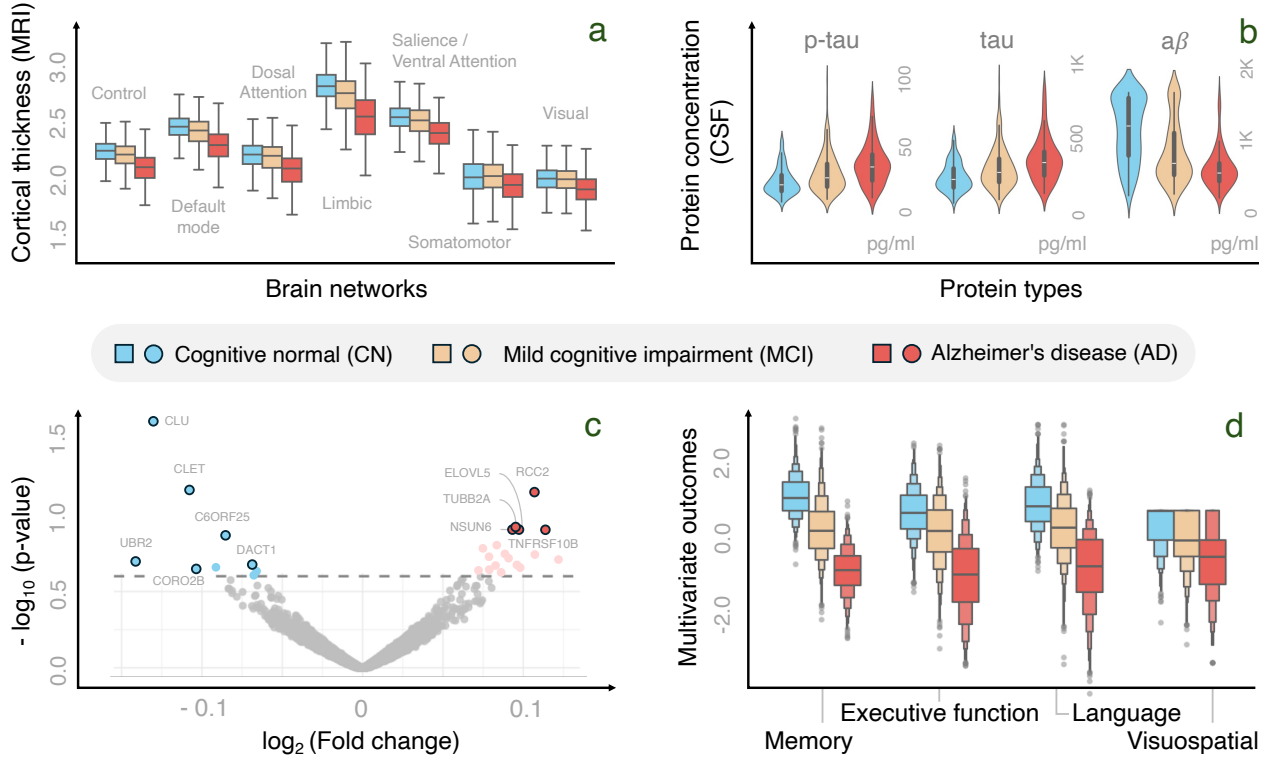 Cortical thickness (MRI)
3.0
2.5
2.0
1.5
a
Control
Default
mode
Dosal
Attention
Limbic
Salience /
Ventral Attention
Somatomotor
Visual
Brain networks
Protein concentration
(CSF)
b
p-tau
100
50
0
pg/ml
tau
1K
500
0
pg/ml
aβ
2K
1K
0
pg/ml
Protein types
Cognitive normal (CN)
Mild cognitive impairment (MCI)
Alzheimer's disease (AD)
- log₁₀ (p-value)
1.5
1.0
0.5
0.0
c
CLU
CLET
C6ORF25
UBR2
DACT1
CORO2B
ELOVL5
RCC2
TUBB2A
NSUN6
TNFRSF10B
- 0.1
0
0.1
log₂ (Fold change)
Multivariate outcomes
2.0
0.0
-2.0
d
Executive function
Language
Memory
Visuospatial